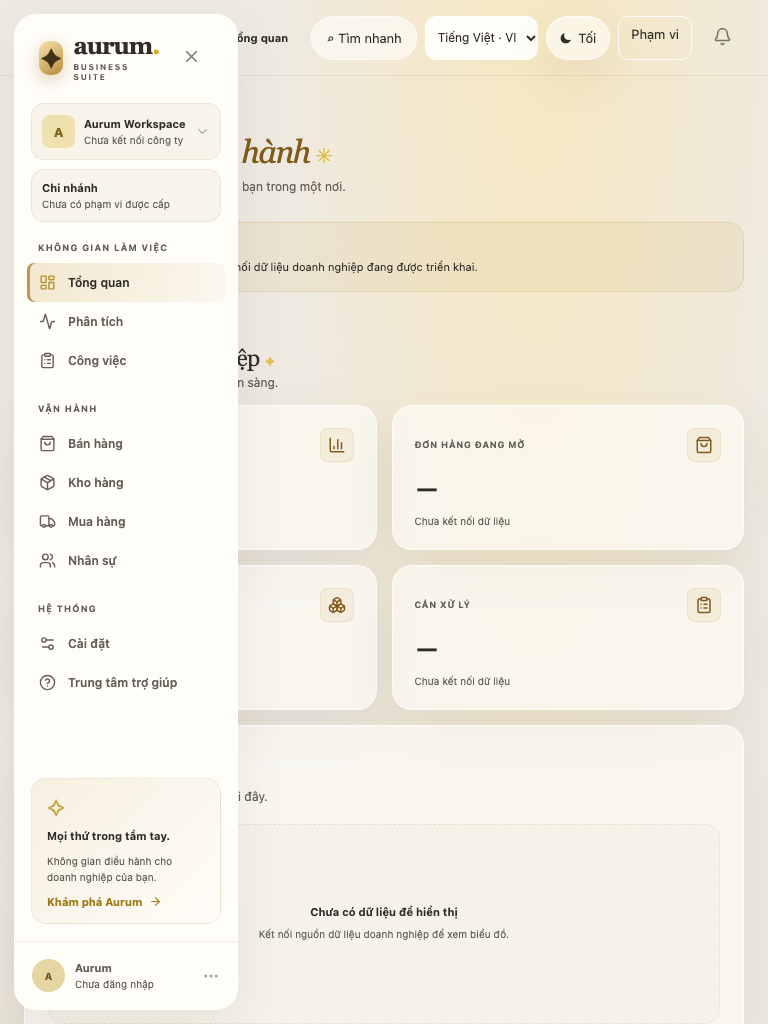 aurum.
BUSINESS
SUITE
A
Aurum Workspace
Chưa kết nối công ty
Chi nhánh
Chưa có phạm vi được cấp
KHÔNG GIAN LÀM VIỆC
Tổng quan
Phân tích
Công việc
VẬN HÀNH
Bán hàng
Kho hàng
Mua hàng
Nhân sự
HỆ THỐNG
Cài đặt
Trung tâm trợ giúp
Mọi thứ trong tầm tay.
Không gian điều hành cho
doanh nghiệp của bạn.
Khám phá Aurum
A
Aurum
Chưa đăng nhập
quan
Tìm nhanh
Tiếng Việt · VI
Tối
Phạm vi
hành
bạn trong một nơi.
dữ liệu doanh nghiệp đang được triển khai.
sàng.
ĐƠN HÀNG ĐANG MỞ
—
Chưa kết nối dữ liệu
CẦN XỬ LÝ
—
Chưa kết nối dữ liệu
đây.
Chưa có dữ liệu để hiển thị
Kết nối nguồn dữ liệu doanh nghiệp để xem biểu đồ.